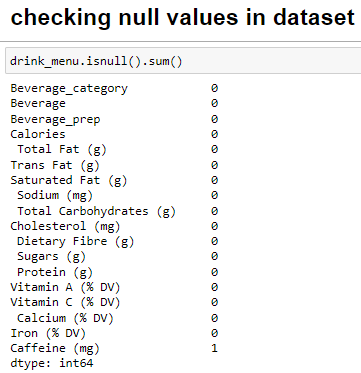 checking null values in dataset
drink_menu.isnull().sum()
Beverage_category 0
Beverage 0
Beverage_prep 0
Calories 0
 Total Fat (g) 0
Trans Fat (g) 0
Saturated Fat (g) 0
 Sodium (mg) 0
 Total Carbohydrates (g) 0
Cholesterol (mg) 0
 Dietary Fibre (g) 0
 Sugars (g) 0
 Protein (g) 0
Vitamin A (% DV) 0
Vitamin C (% DV) 0
 Calcium (% DV) 0
Iron (% DV) 0
Caffeine (mg) 1
dtype: int64